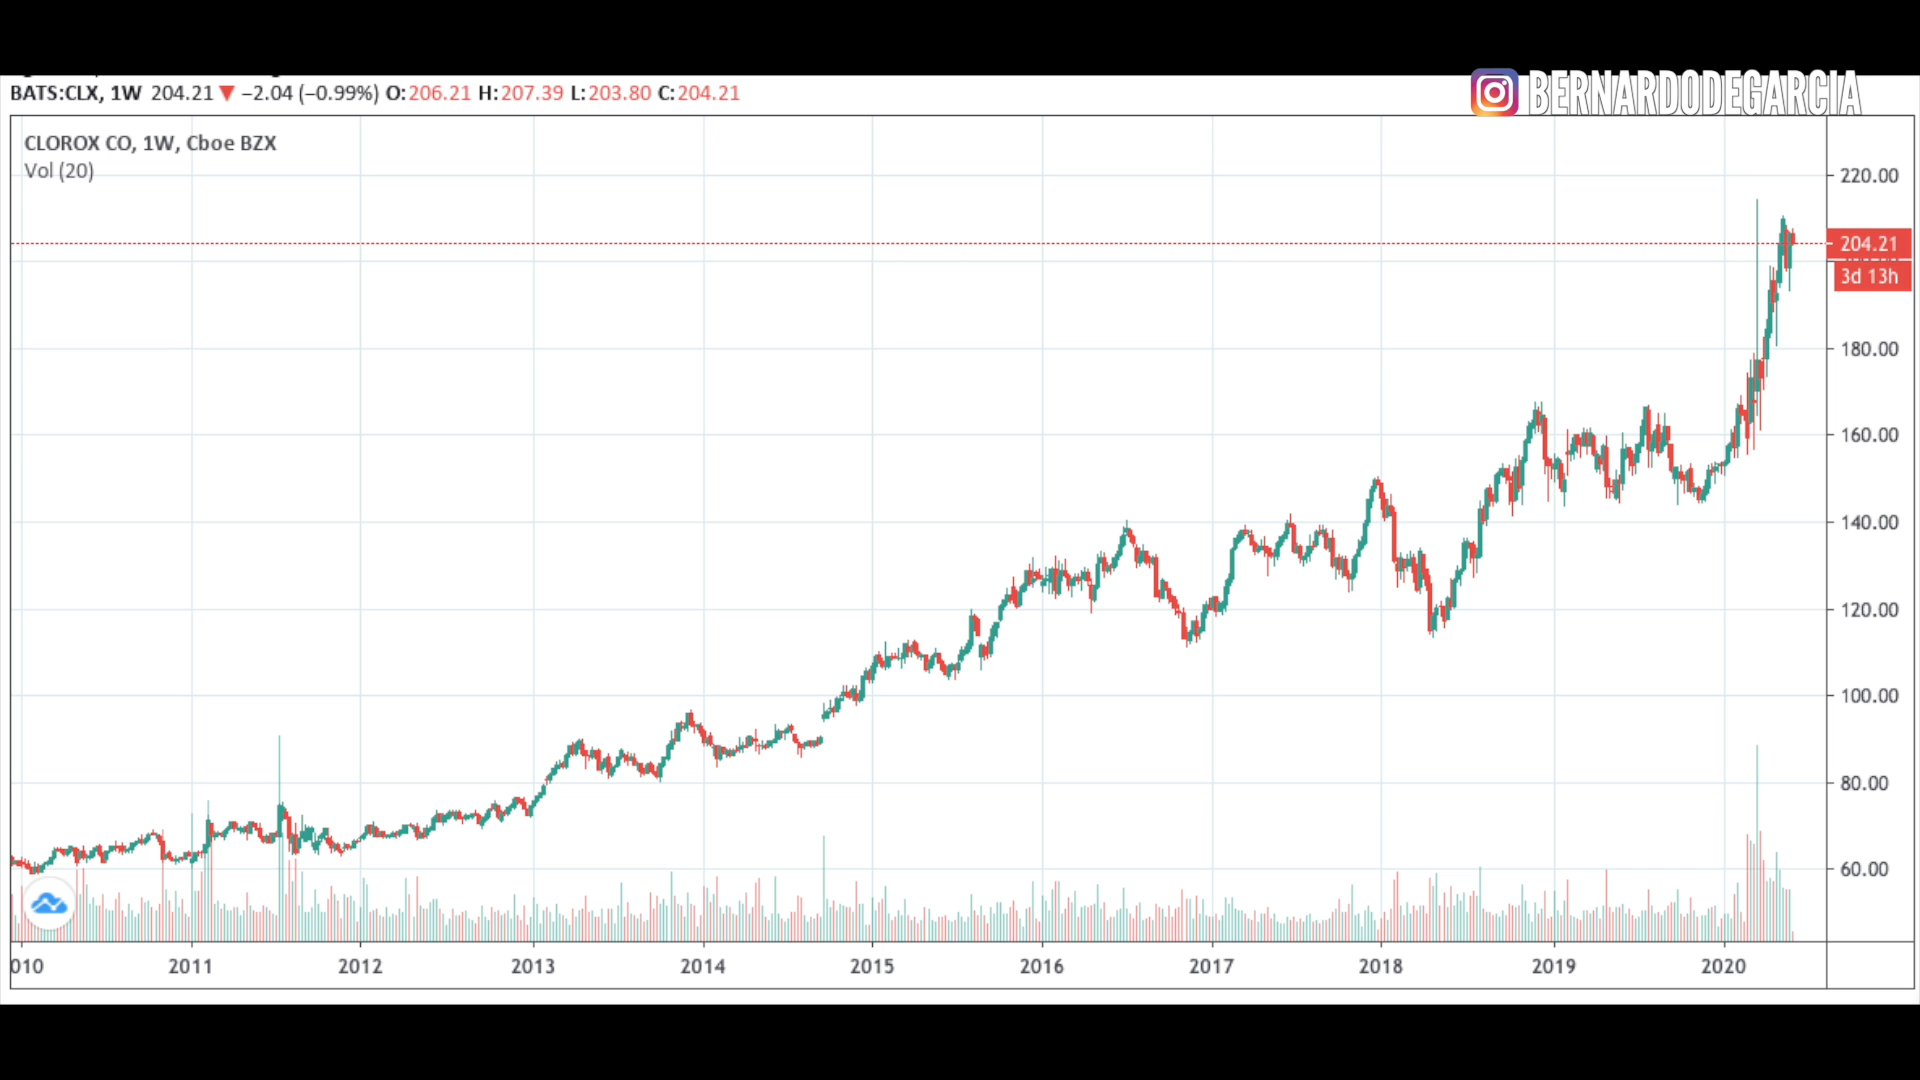 BERNARDODEGARCIA
BATS:CLX, 1W 204.21 ▼ −2.04 (−0.99%) O:206.21 H:207.39 L:203.80 C:204.21
CLOROX CO, 1W, Cboe BZX
Vol (20)
220.00
204.21
3d 13h
180.00
160.00
140.00
120.00
100.00
80.00
60.00
010 2011 2012 2013 2014 2015 2016 2017 2018 2019 2020